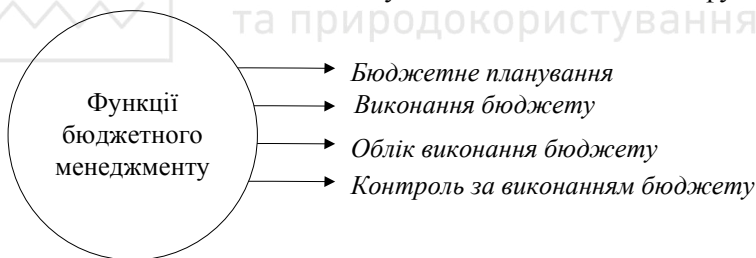 та природокористування
Функції
бюджетного
менеджменту
Бюджетне планування
Виконання бюджету
Облік виконання бюджету
Контроль за виконанням бюджету